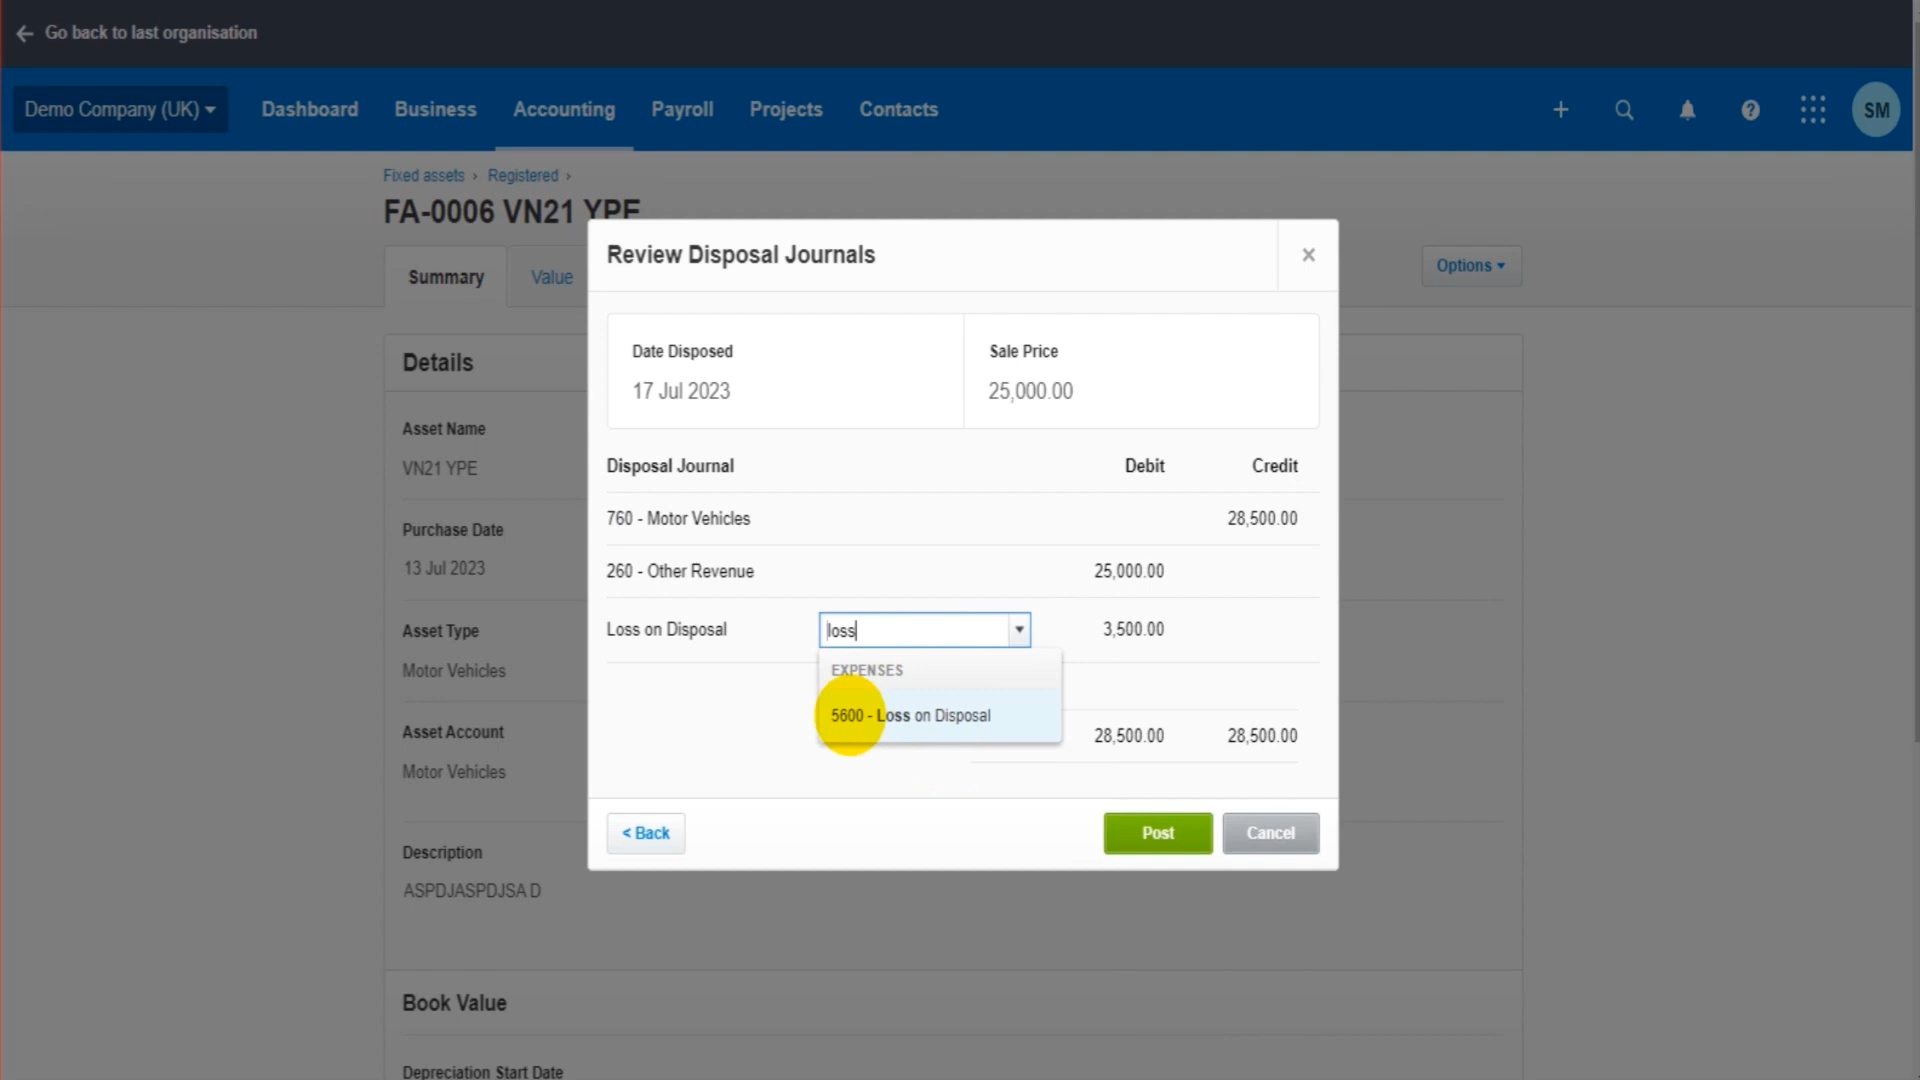 Go back to last organisation
Demo Company (UK) Dashboard Business Accounting Payroll Projects Contacts SM
Fixed assets › Registered ›
FA-0006 VN21 YPE
Summary Value Options
Review Disposal Journals ×
Date Disposed Sale Price
17 Jul 2023 25,000.00
Disposal Journal Debit Credit
760 - Motor Vehicles 28,500.00
260 - Other Revenue 25,000.00
Loss on Disposal loss 3,500.00
EXPENSES
5600 - Loss on Disposal
28,500.00 28,500.00
< Back Post Cancel
Details
Asset Name
VN21 YPE
Purchase Date
13 Jul 2023
Asset Type
Motor Vehicles
Asset Account
Motor Vehicles
Description
ASPDJASPDJSA D
Book Value
Depreciation Start Date